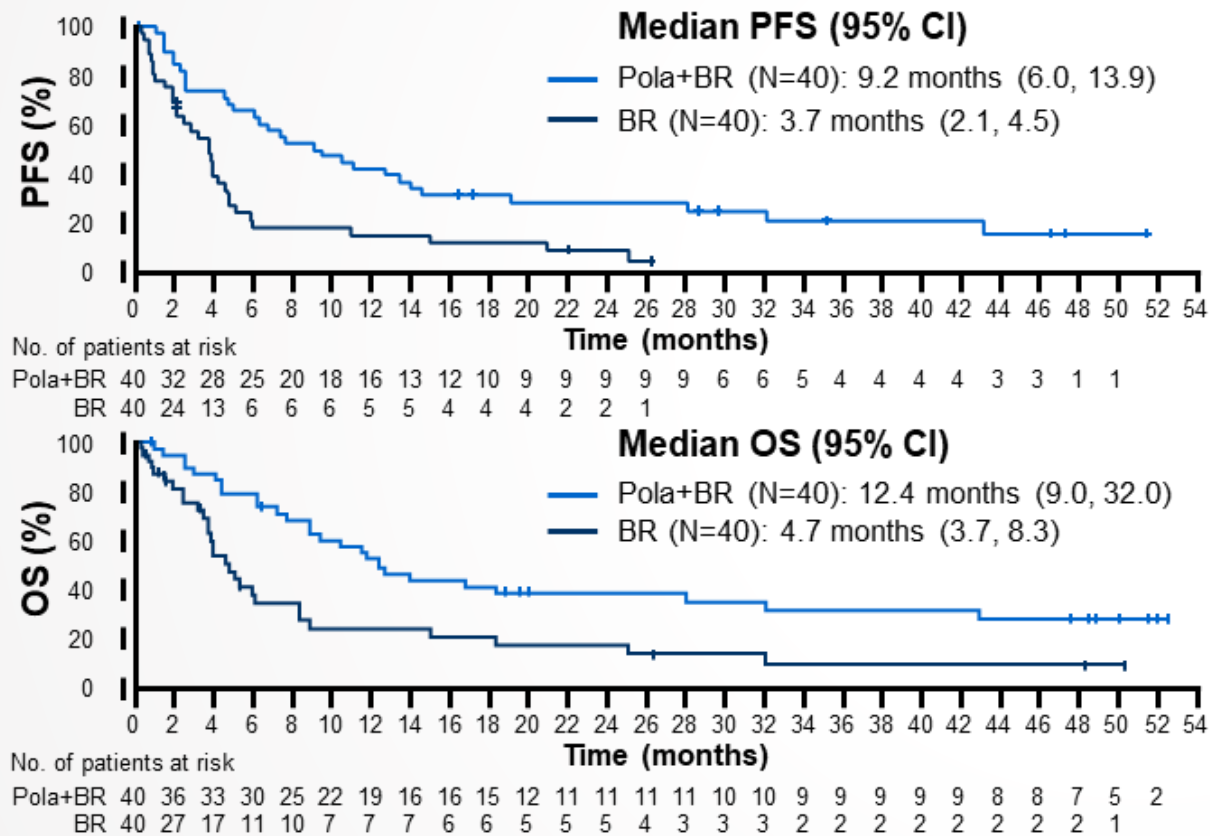 Median PFS (95% CI)
Pola+BR (N=40): 9.2 months (6.0, 13.9)
BR (N=40): 3.7 months (2.1, 4.5)
PFS (%)
100
80
60
40
20
0
0 2 4 6 8 10 12 14 16 18 20 22 24 26 28 30 32 34 36 38 40 42 44 46 48 50 52 54
Time (months)
No. of patients at risk
Pola+BR 40 32 28 25 20 18 16 13 12 10 9 9 9 9 9 6 6 5 4 4 4 4 3 3 1 1
BR 40 24 13 6 6 6 5 5 4 4 4 2 2 1
Median OS (95% CI)
Pola+BR (N=40): 12.4 months (9.0, 32.0)
BR (N=40): 4.7 months (3.7, 8.3)
OS (%)
100
80
60
40
20
0
0 2 4 6 8 10 12 14 16 18 20 22 24 26 28 30 32 34 36 38 40 42 44 46 48 50 52 54
Time (months)
No. of patients at risk
Pola+BR 40 36 33 30 25 22 19 16 16 15 12 11 11 11 11 10 10 9 9 9 9 9 8 8 7 5 2
BR 40 27 17 11 10 7 7 7 6 6 5 5 5 4 3 3 3 2 2 2 2 2 2 2 2 1